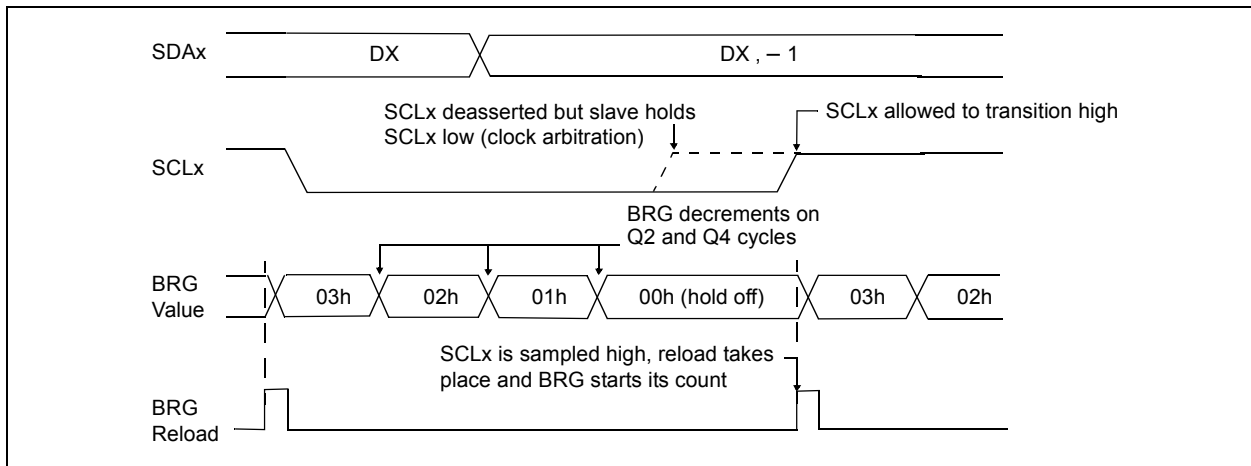 SDAx
DX
DX , – 1
SCLx deasserted but slave holds
SCLx low (clock arbitration)
SCLx allowed to transition high
SCLx
BRG decrements on
Q2 and Q4 cycles
BRG
Value
03h
02h
01h
00h (hold off)
03h
02h
SCLx is sampled high, reload takes
place and BRG starts its count
BRG
Reload